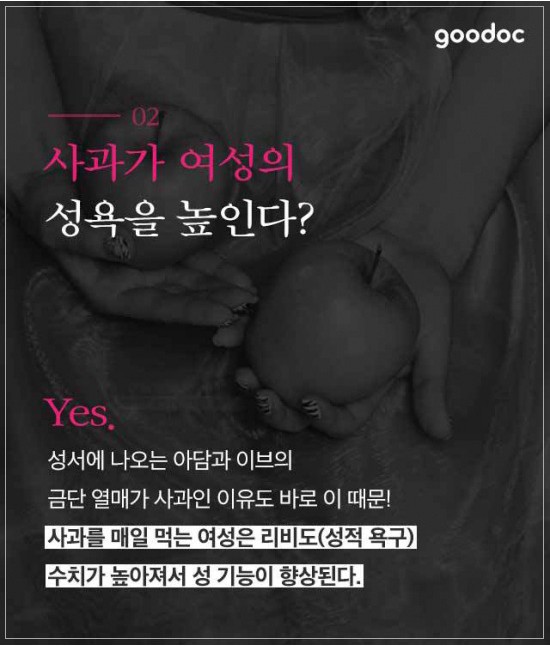 goodoc
02
사과가 여성의
성욕을 높인다?
Yes.
성서에 나오는 아담과 이브의
금단 열매가 사과인 이유도 바로 이 때문!
사과를 매일 먹는 여성은 리비도(성적 욕구)
수치가 높아져서 성 기능이 향상된다.